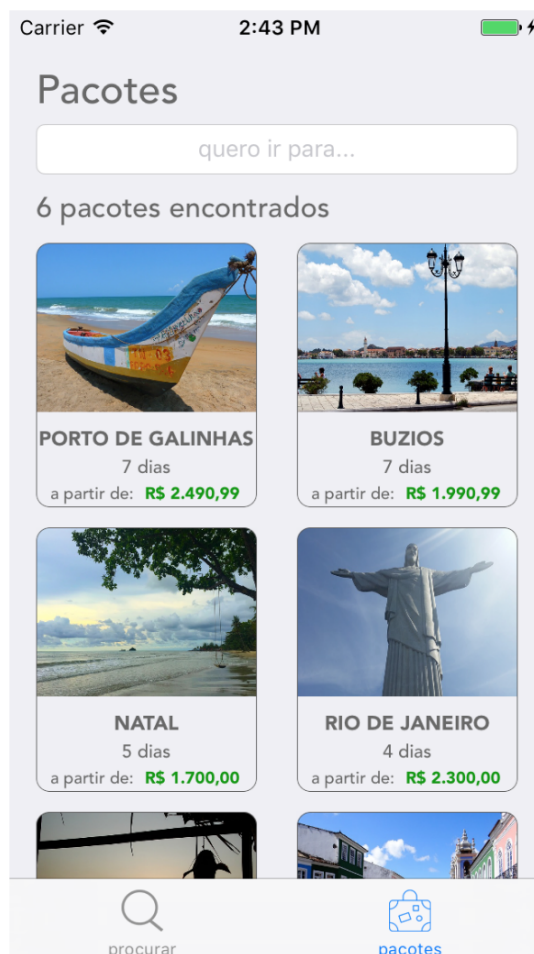 Carrier 2:43 PM
Pacotes
quero ir para...
6 pacotes encontrados
PORTO DE GALINHAS
7 dias
a partir de: R$ 2.490,99
BUZIOS
7 dias
a partir de: R$ 1.990,99
NATAL
5 dias
a partir de: R$ 1.700,00
RIO DE JANEIRO
4 dias
a partir de: R$ 2.300,00
procurar
pacotes